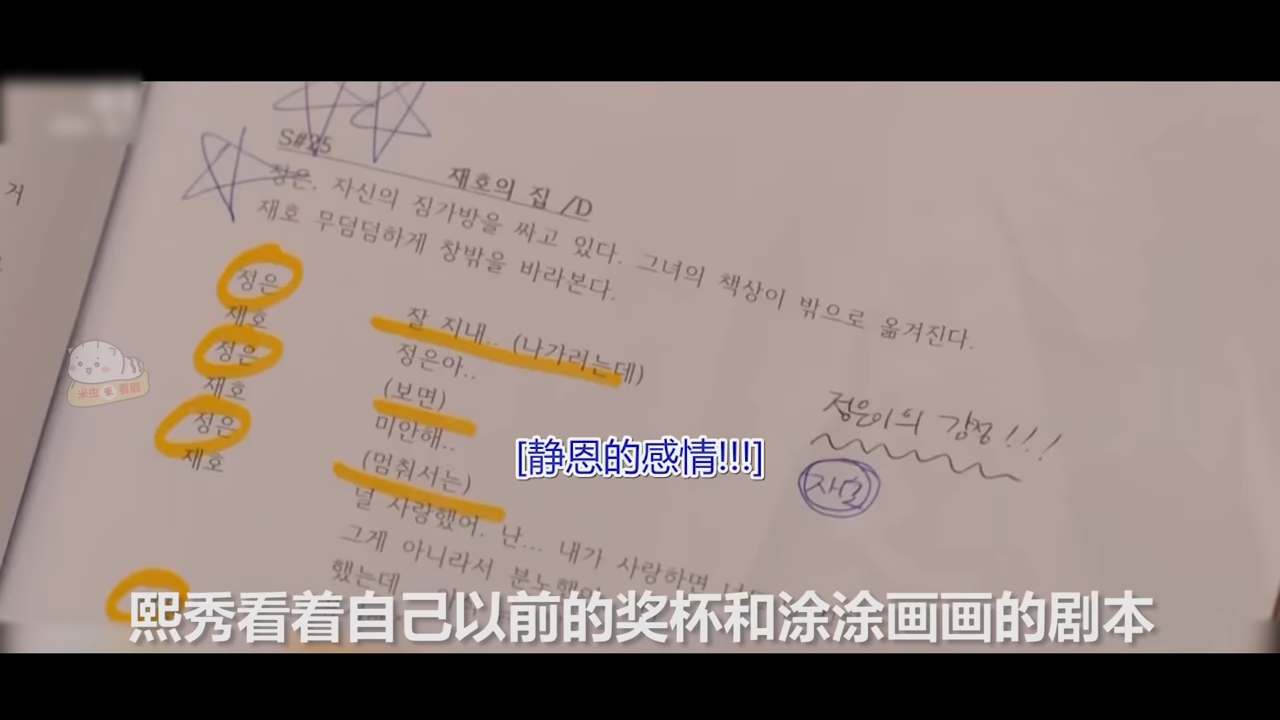 거
S#25
재호의 집 /D
정은, 자신의 짐가방을 싸고 있다. 그녀의 책상이 밖으로 옮겨진다.
재호 무덤덤하게 창밖을 바라본다.
정은 잘 지내.. (나가려는데)
재호 정은아..
정은 (보면)
재호 미안해..
정은 (멈춰서는)
재호 널 사랑했어. 난... 내가 사랑하면
그게 아니라서 분노했
했는데
정은이의 감정!!!
[静恩的感情!!!]
米虫 看剧
熙秀看着自己以前的奖杯和涂涂画画的剧本